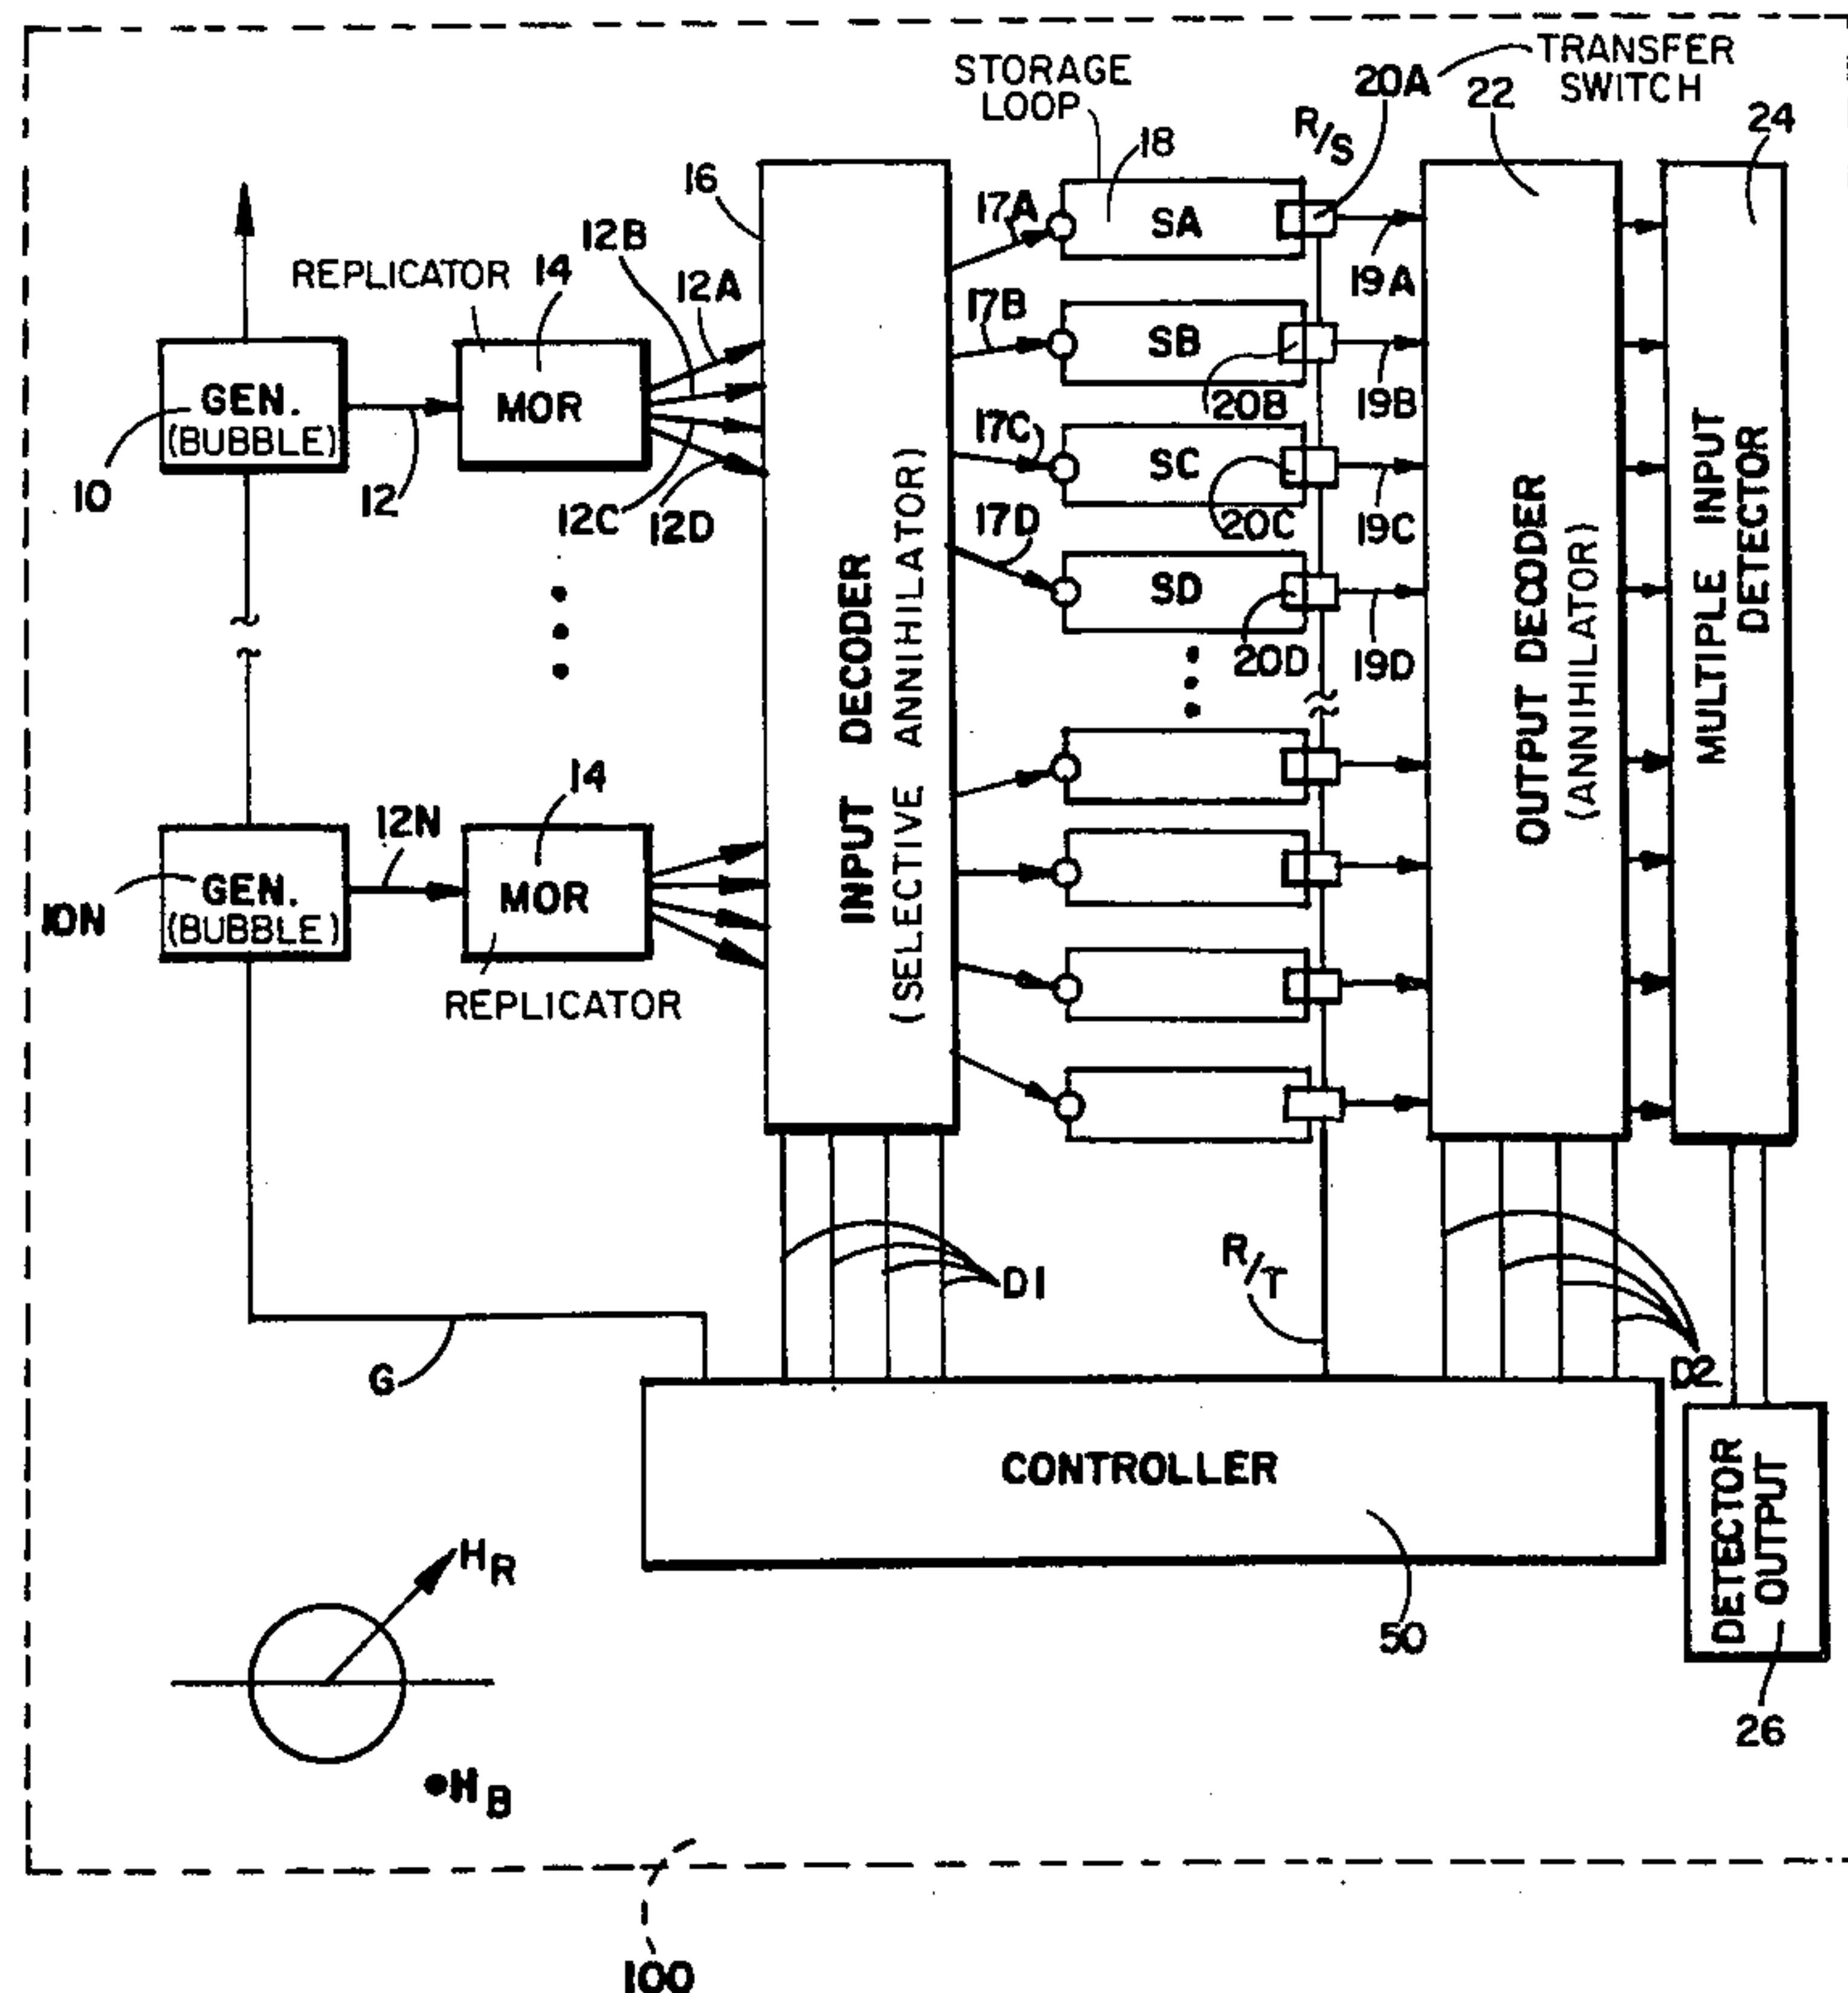 TRANSFER
SWITCH
STORAGE
LOOP
20A
22
24
R/S
18
16
17A
SA
12B
REPLICATOR
14
12A
19A
17B
SB
GEN.
(BUBBLE)
MOR
20B
19B
17C
SC
10
12
12C
12D
20C
19C
17D
SD
20D
19D
INPUT DECODER
(SELECTIVE ANNIHILATOR)
OUTPUT DECODER
(ANNIHILATOR)
MULTIPLE INPUT
DETECTOR
14
12N
GEN.
(BUBBLE)
MOR
10N
REPLICATOR
D1
R/T
G
D2
CONTROLLER
DETECTOR
OUTPUT
HR
50
26
HB
100